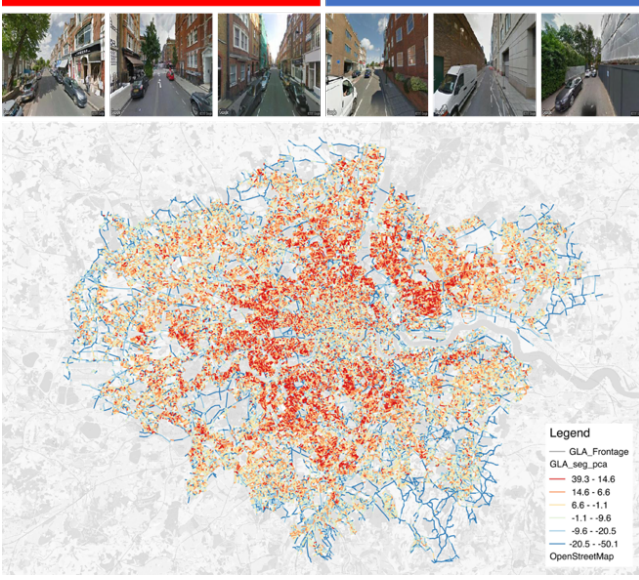 Legend
GLA_Frontage
GLA_seg_pca
39.3 - 14.6
14.6 - 6.6
6.6 - -1.1
-1.1 - -9.6
-9.6 - -20.5
-20.5 - -50.1
OpenStreetMap